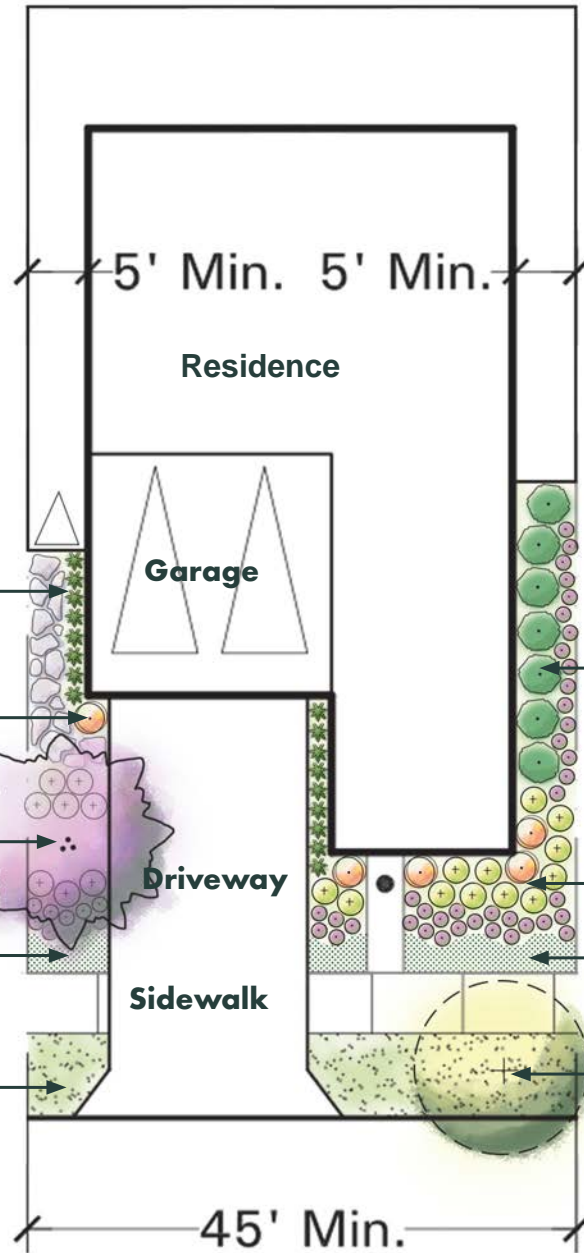 5' Min. 5' Min.
Residence
Garage
Driveway
Sidewalk
45' Min.